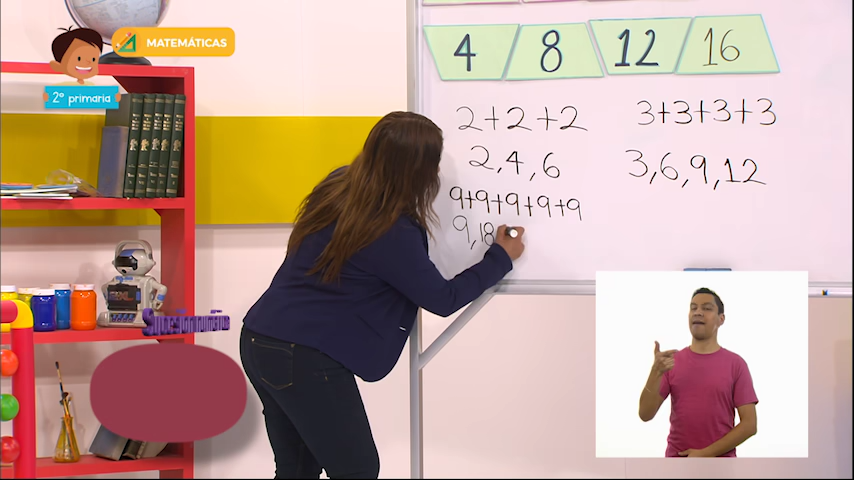 MATEMÁTICAS
2° primaria
4 8 12 16
2+2+2
2,4,6
9+9+9+9+9
9,18
3+3+3+3+3
3,6,9,12